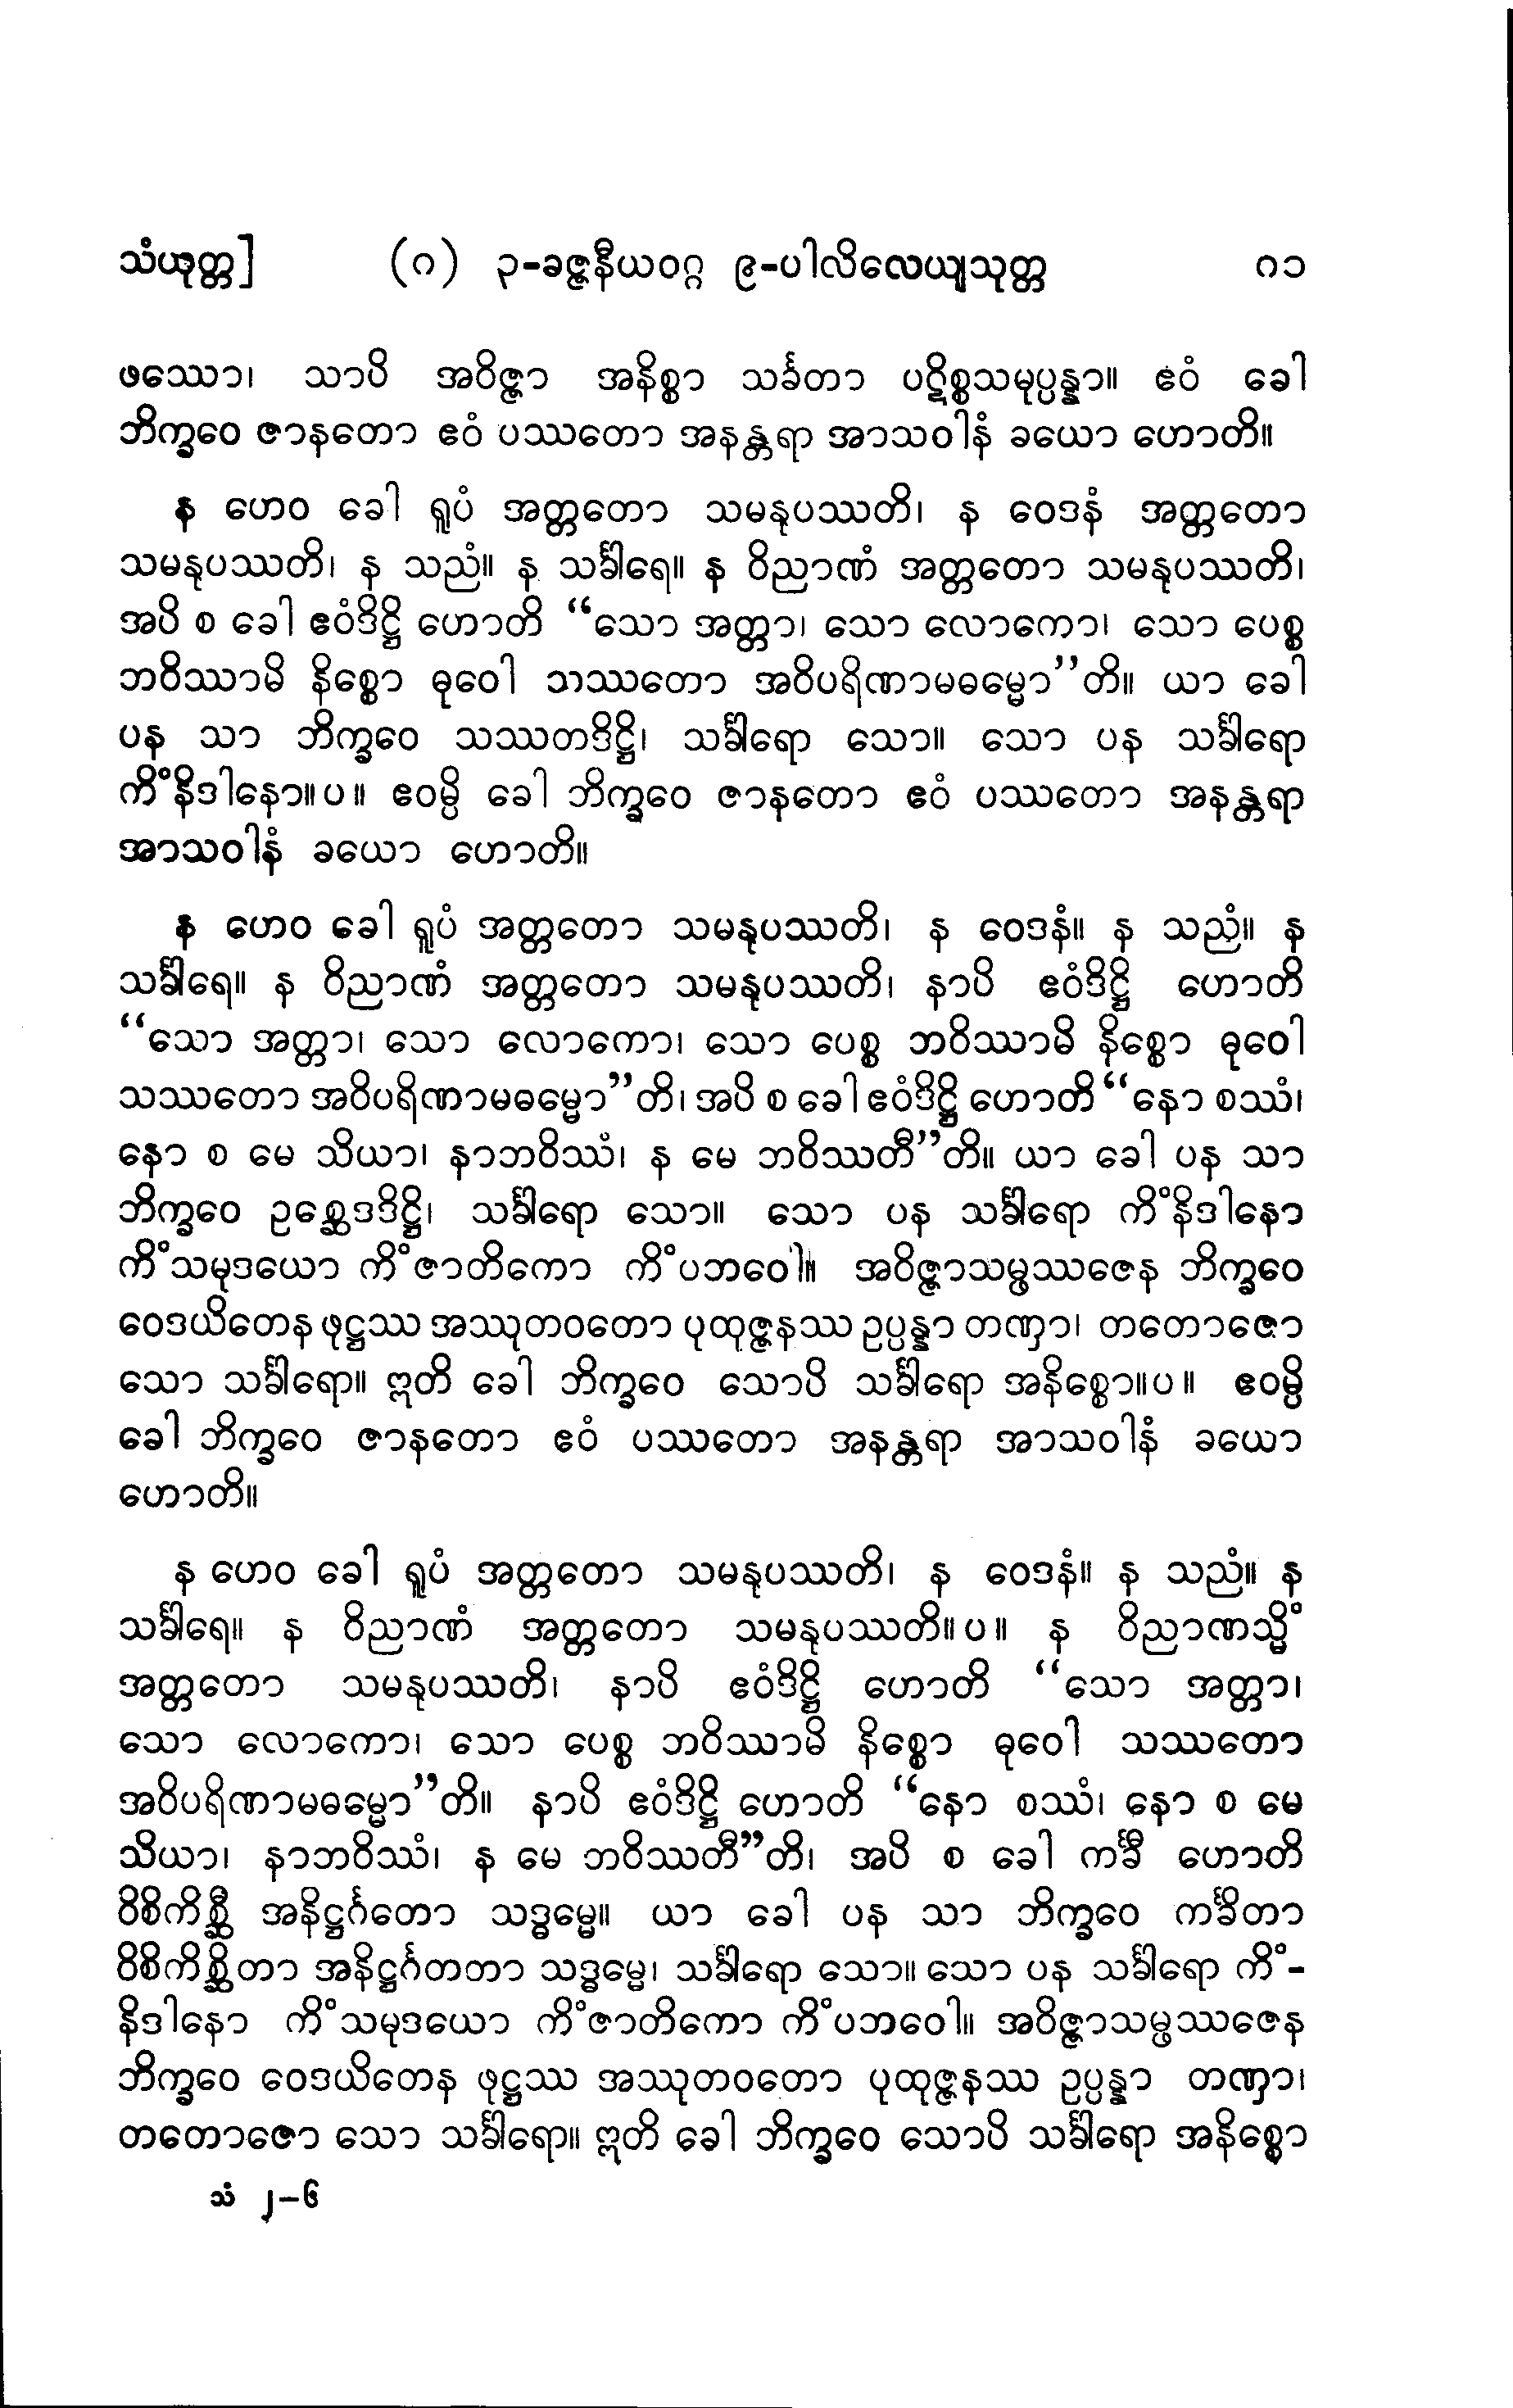 သံယုတ္တ] (ဂ) ၃-ခဇ္ဇနီယဝဂ္ဂ ၉-ပါလိလေယျသုတ္တ ဂ၁
ဖဿော၊ သာပိ အဝိဇ္ဇာ အနိစ္စာ သင်္ခတာ ပဋိစ္စသမုပ္ပန္နာ။ ဧဝံ ခေါ
ဘိက္ခဝေ ဇာနတော ဧဝံ ပဿတော အနန္တရာ အာသဝါနံ ခယော ဟောတိ။
န ဟေဝ ခေါ ရူပံ အတ္တတော သမနုပဿတိ၊ န ဝေဒနံ အတ္တတော
သမနုပဿတိ၊ န သညံ။ န သင်္ခါရေ။ န ဝိညာဏံ အတ္တတော သမနုပဿတိ၊
အပိ စ ခေါ ဧဝံဒိဋ္ဌိ ဟောတိ “သော အတ္တာ၊ သော လောကော၊ သော ပေစ္စ
ဘဝိဿာမိ နိစ္စော ဓုဝေါ သဿတော အဝိပရိဏာမဓမ္မော”တိ။ ယာ ခေါ
ပန သာ ဘိက္ခဝေ သဿတဒိဋ္ဌိ၊ သင်္ခါရော သော။ သော ပန သင်္ခါရော
ကိံနိဒါနော။ပ။ ဧဝမ္ပိ ခေါ ဘိက္ခဝေ ဇာနတော ဧဝံ ပဿတော အနန္တရာ
အာသဝါနံ ခယော ဟောတိ။
န ဟေဝ ခေါ ရူပံ အတ္တတော သမနုပဿတိ၊ န ဝေဒနံ။ န သညံ။ န
သင်္ခါရေ။ န ဝိညာဏံ အတ္တတော သမနုပဿတိ၊ နာပိ ဧဝံဒိဋ္ဌိ ဟောတိ
“သော အတ္တာ၊ သော လောကော၊ သော ပေစ္စ ဘဝိဿာမိ နိစ္စော ဓုဝေါ
သဿတော အဝိပရိဏာမဓမ္မော”တိ၊ အပိ စ ခေါ ဧဝံဒိဋ္ဌိ ဟောတိ “နော စဿံ၊
နော စ မေ သိယာ၊ နာဘဝိဿံ၊ န မေ ဘဝိဿတီ”တိ။ ယာ ခေါ ပန သာ
ဘိက္ခဝေ ဥစ္ဆေဒဒိဋ္ဌိ၊ သင်္ခါရော သော။ သော ပန သင်္ခါရော ကိံနိဒါနော
ကိံသမုဒယော ကိံဇာတိကော ကိံပဘဝေါ။ အဝိဇ္ဇာသမ္ဖဿဇေန ဘိက္ခဝေ
ဝေဒယိတေန ဖုဋ္ဌဿ အဿုတဝတော ပုထုဇ္ဇနဿ ဥပ္ပန္နာ တဏှာ၊ တတောဇော
သော သင်္ခါရော။ ဣတိ ခေါ ဘိက္ခဝေ သောပိ သင်္ခါရော အနိစ္စော။ပ။ ဧဝမ္ပိ
ခေါ ဘိက္ခဝေ ဇာနတော ဧဝံ ပဿတော အနန္တရာ အာသဝါနံ ခယော
ဟောတိ။
န ဟေဝ ခေါ ရူပံ အတ္တတော သမနုပဿတိ၊ န ဝေဒနံ။ န သညံ။ န
သင်္ခါရေ။ န ဝိညာဏံ အတ္တတော သမနုပဿတိ။ပ။ န ဝိညာဏသ္မိံ
အတ္တတော သမနုပဿတိ၊ နာပိ ဧဝံဒိဋ္ဌိ ဟောတိ “သော အတ္တာ၊
သော လောကော၊ သော ပေစ္စ ဘဝိဿာမိ နိစ္စော ဓုဝေါ သဿတော
အဝိပရိဏာမဓမ္မော”တိ။ နာပိ ဧဝံဒိဋ္ဌိ ဟောတိ “နော စဿံ၊ နော စ မေ
သိယာ၊ နာဘဝိဿံ၊ န မေ ဘဝိဿတီ”တိ၊ အပိ စ ခေါ ကင်္ခီ ဟောတိ
ဝိစိကိစ္ဆီ အနိဋ္ဌင်္ဂတော သဒ္ဓမ္မေ။ ယာ ခေါ ပန သာ ဘိက္ခဝေ ကင်္ခိတာ
ဝိစိကိစ္ဆိတာ အနိဋ္ဌင်္ဂတတာ သဒ္ဓမ္မေ၊ သင်္ခါရော သော။ သော ပန သင်္ခါရော ကိံ-
နိဒါနော ကိံသမုဒယော ကိံဇာတိကော ကိံပဘဝေါ။ အဝိဇ္ဇာသမ္ဖဿဇေန
ဘိက္ခဝေ ဝေဒယိတေန ဖုဋ္ဌဿ အဿုတဝတော ပုထုဇ္ဇနဿ ဥပ္ပန္နာ တဏှာ၊
တတောဇော သော သင်္ခါရော။ ဣတိ ခေါ ဘိက္ခဝေ သောပိ သင်္ခါရော အနိစ္စော
သံ ၂-၆